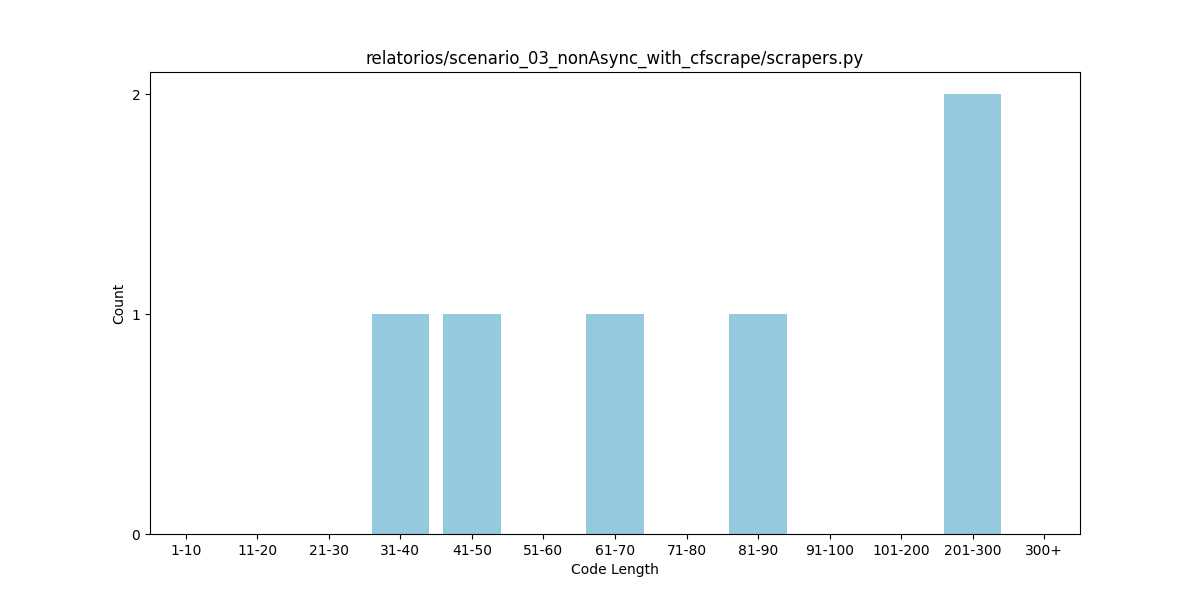 relatorios/scenario_03_nonAsync_with_cfscrape/scrapers.py
2
1
0
Count
1-10 11-20 21-30 31-40 41-50 51-60 61-70 71-80 81-90 91-100 101-200 201-300 300+
Code Length